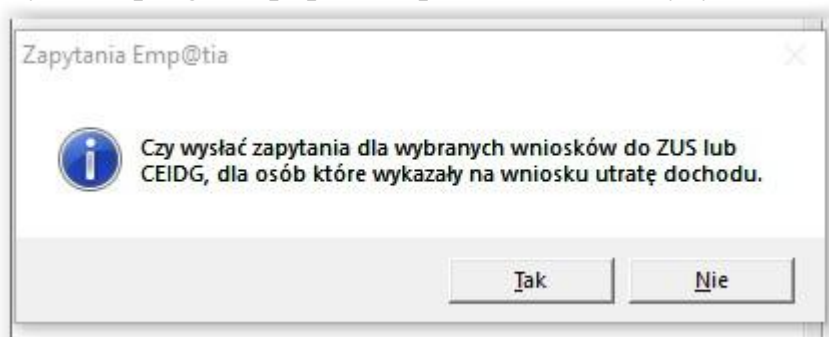 Zapytania Emp@tia
Czy wysłać zapytania dla wybranych wniosków do ZUS lub
CEIDG, dla osób które wykazały na wniosku utratę dochodu.
Tak
Nie